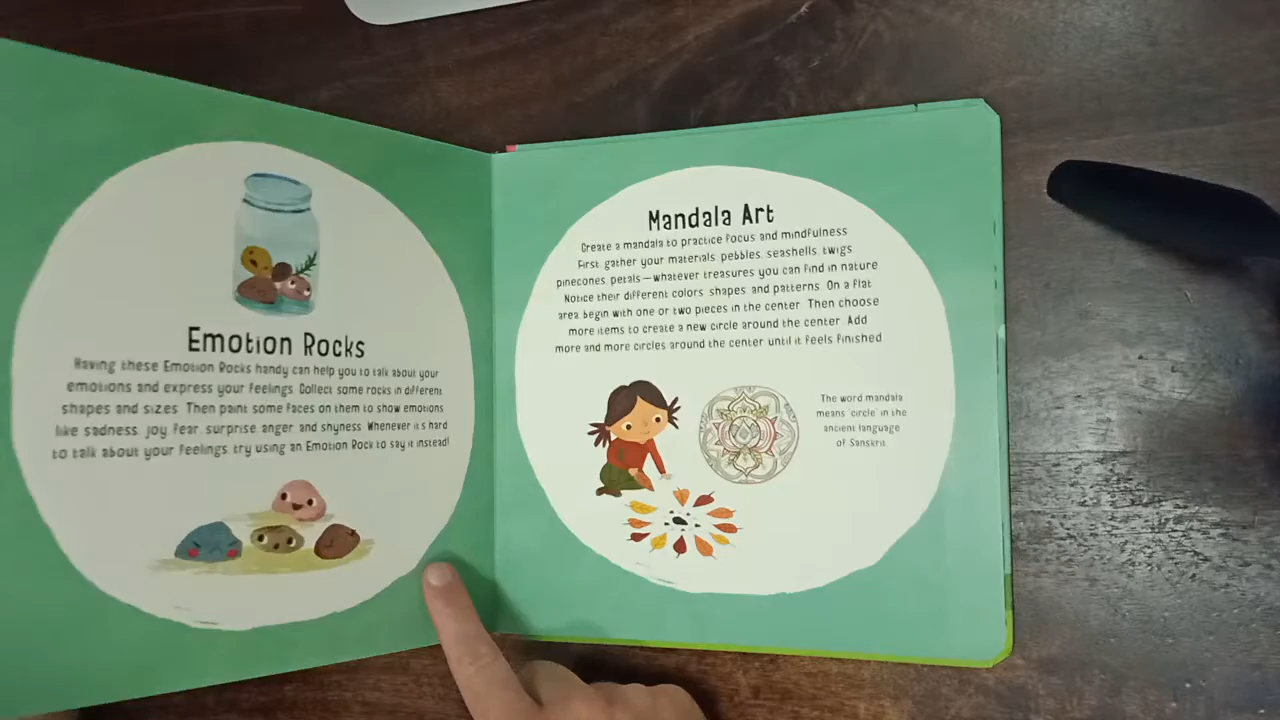 Emotion Rocks
Having these Emotion Rocks handy can help you to talk about your
emotions and express your feelings. Collect some rocks in different
shapes and sizes. Then paint some faces on them to show emotions
like sadness, joy, fear, surprise, anger and shyness. Whenever it's hard
to talk about your feelings, try using an Emotion Rock to say it instead!
Mandala Art
Create a mandala to practice focus and mindfulness.
First, gather your materials: pebbles, seashells, twigs,
pinecones, petals—whatever treasures you can find in nature.
Notice their different colors, shapes, and patterns. On a flat
area, begin with one or two pieces in the center. Then choose
more items to create a new circle around the center. Add
more and more circles around the center until it feels finished.
The word mandala
means "circle" in the
ancient language
of Sanskrit.